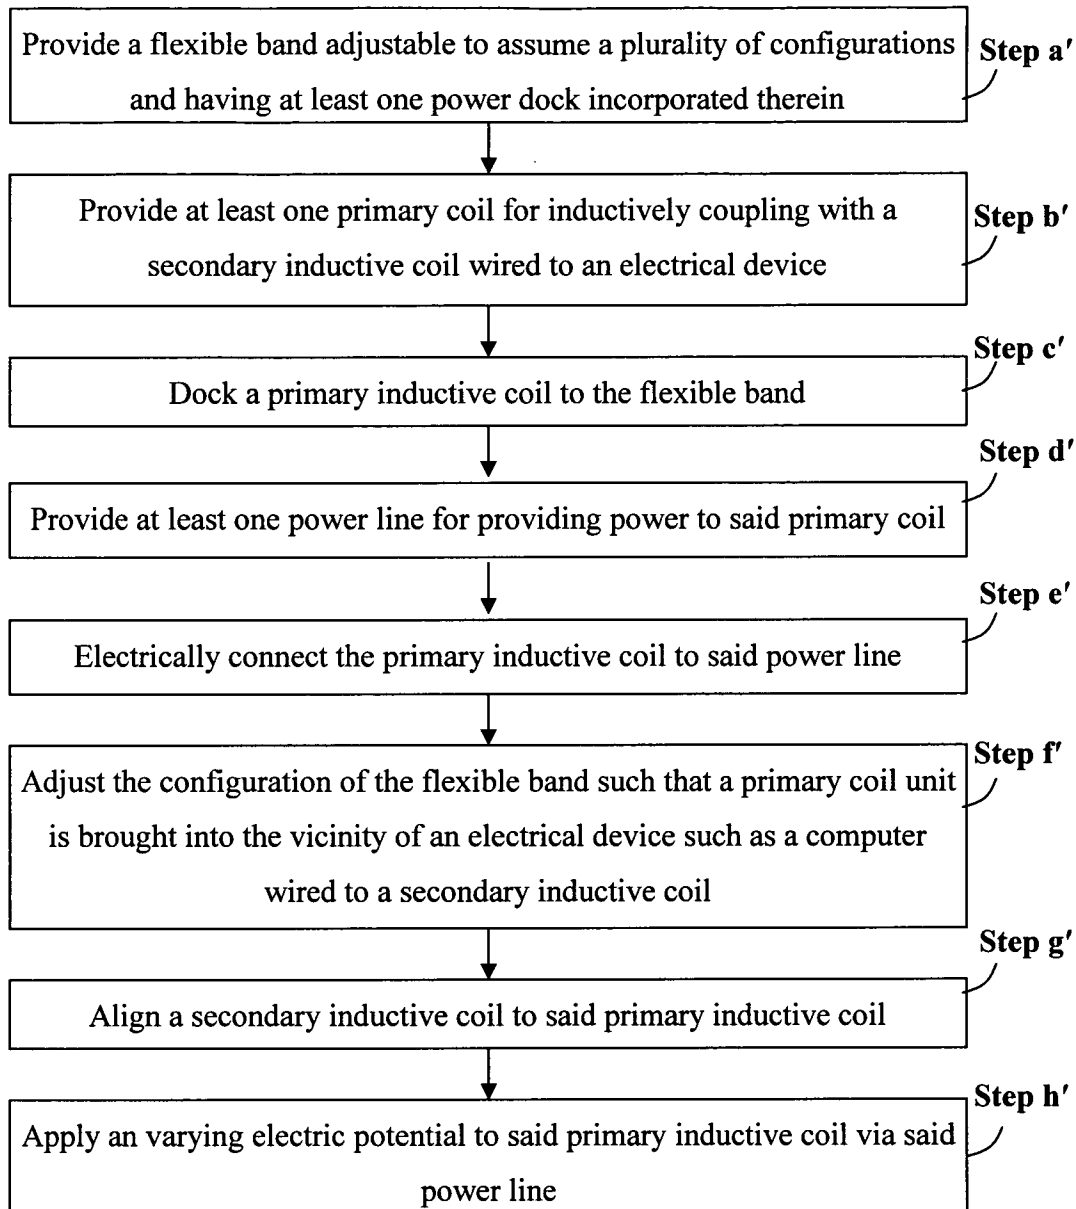 Provide a flexible band adjustable to assume a plurality of configurations
and having at least one power dock incorporated therein
Step a′
Provide at least one primary coil for inductively coupling with a
secondary inductive coil wired to an electrical device
Step b′
Step c′
Dock a primary inductive coil to the flexible band
Step d′
Provide at least one power line for providing power to said primary coil
Step e′
Electrically connect the primary inductive coil to said power line
Step f′
Adjust the configuration of the flexible band such that a primary coil unit
is brought into the vicinity of an electrical device such as a computer
wired to a secondary inductive coil
Step g′
Align a secondary inductive coil to said primary inductive coil
Step h′
Apply an varying electric potential to said primary inductive coil via said
power line